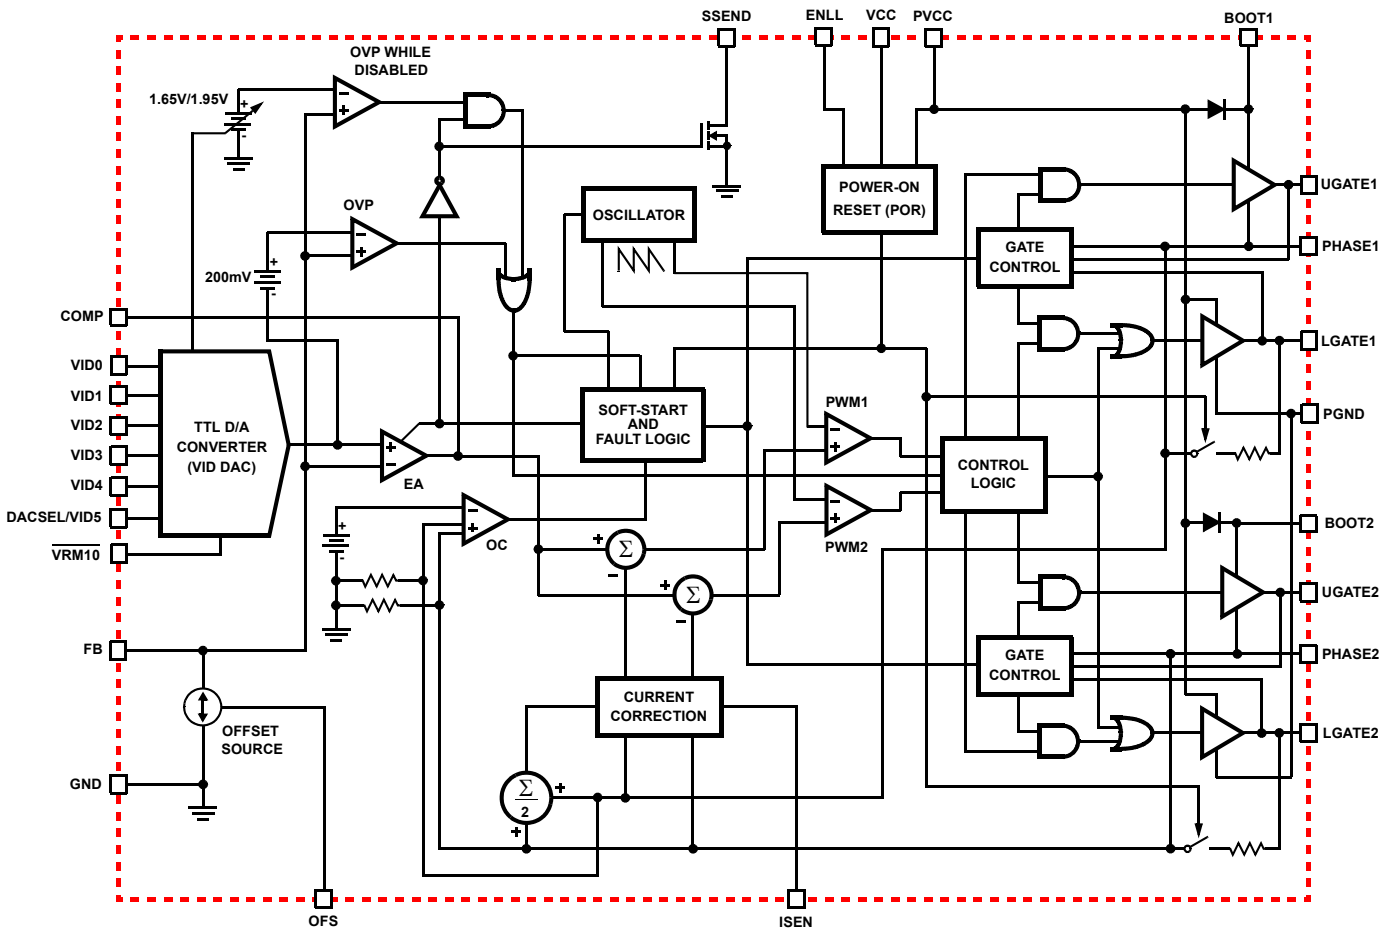 SSEND
ENLL
VCC
PVCC
BOOT1
OVP WHILE
DISABLED
1.65V/1.95V
+
-
−
+
OVP
−
+
200mV
+
-
OSCILLATOR
POWER-ON
RESET (POR)
GATE
CONTROL
UGATE1
PHASE1
LGATE1
PGND
COMP
VID0
VID1
VID2
VID3
VID4
DACSEL/VID5
VRM10
TTL D/A
CONVERTER
(VID DAC)
+
−
EA
SOFT-START
AND
FAULT LOGIC
PWM1
−
+
CONTROL
LOGIC
−
+
PWM2
−
+
OC
+
-
+
Σ
−
+
Σ
−
BOOT2
UGATE2
PHASE2
LGATE2
GATE
CONTROL
FB
OFFSET
SOURCE
GND
CURRENT
CORRECTION
Σ
2
+
+
OFS
ISEN